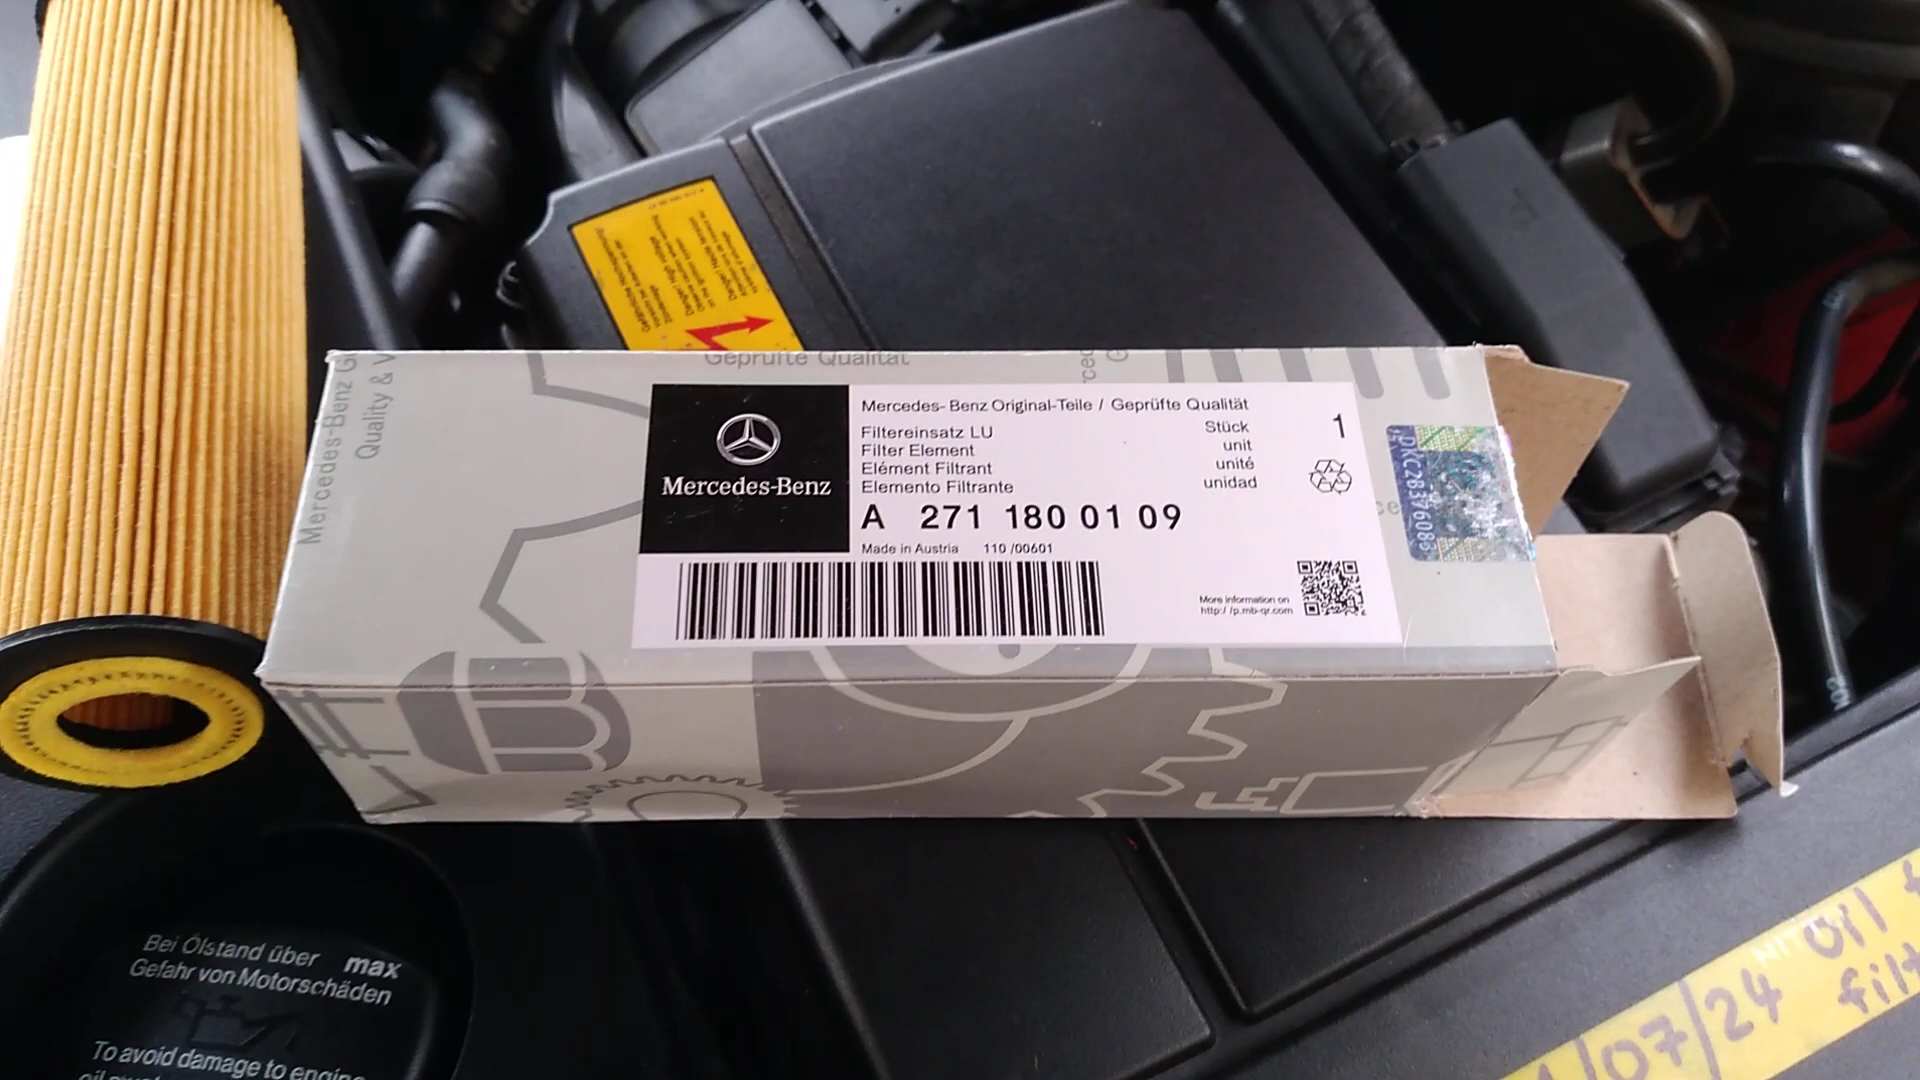 Geprüfte Qualität
Mercedes-Benz
Quality &
Mercedes-Benz
Mercedes- Benz Original-Teile / Geprüfte Qualität
Filtereinsatz LU Stück 1
Filter Element unit
Elément Filtrant unité
Elemento Filtrante unidad
A 271 180 01 09
Made in Austria 110 /00601
More information on
http:/ /p.mb-qr.com
Bei Ölstand über max
Gefahr von Motorschäden
To avoid damage to engine
/07/24 Oil